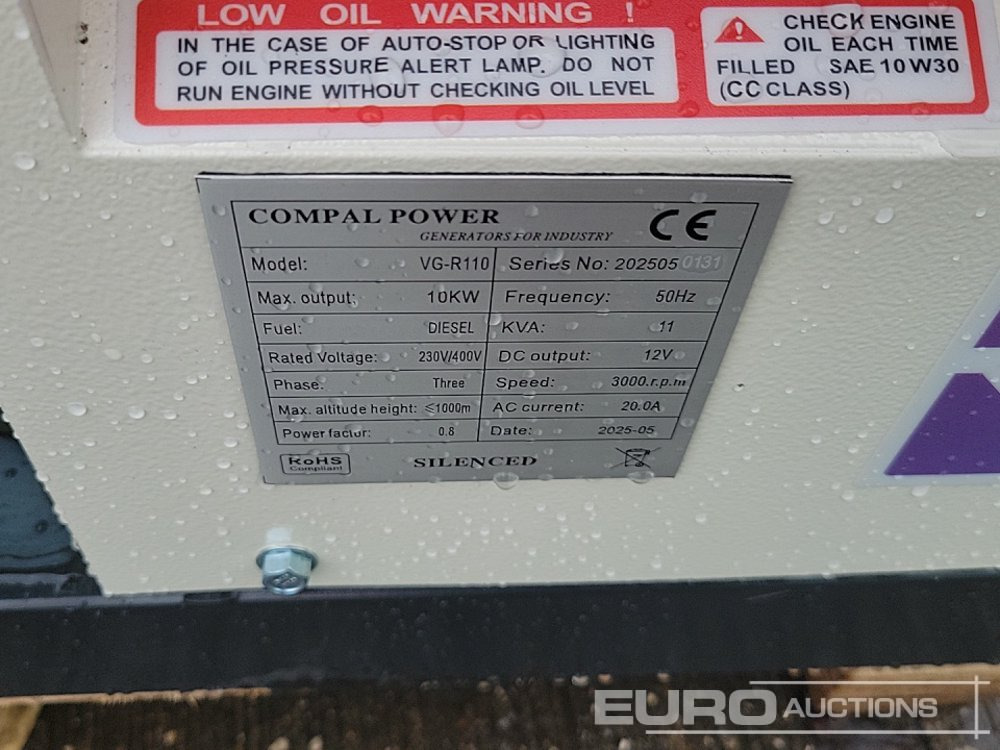 LOW OIL WARNING !
IN THE CASE OF AUTO-STOP OR LIGHTING
OF OIL PRESSURE ALERT LAMP. DO NOT
RUN ENGINE WITHOUT CHECKING OIL LEVEL
CHECK ENGINE
OIL EACH TIME
FILLED SAE 10 W30
(CC CLASS)
COMPAL POWER
GENERATORS FOR INDUSTRY
CE
Model: VG-R110 Series No: 202505 0131
Max. output: 10KW Frequency: 50Hz
Fuel: DIESEL KVA: 11
Rated Voltage: 230V/400V DC output: 12V
Phase: Three Speed: 3000.r.p.m
Max. altitude height: ≤1000m AC current: 20.0A
Power factor: 0.8 Date: 2025-05
RoHS
Compliant
SILENCED
EURO AUCTIONS